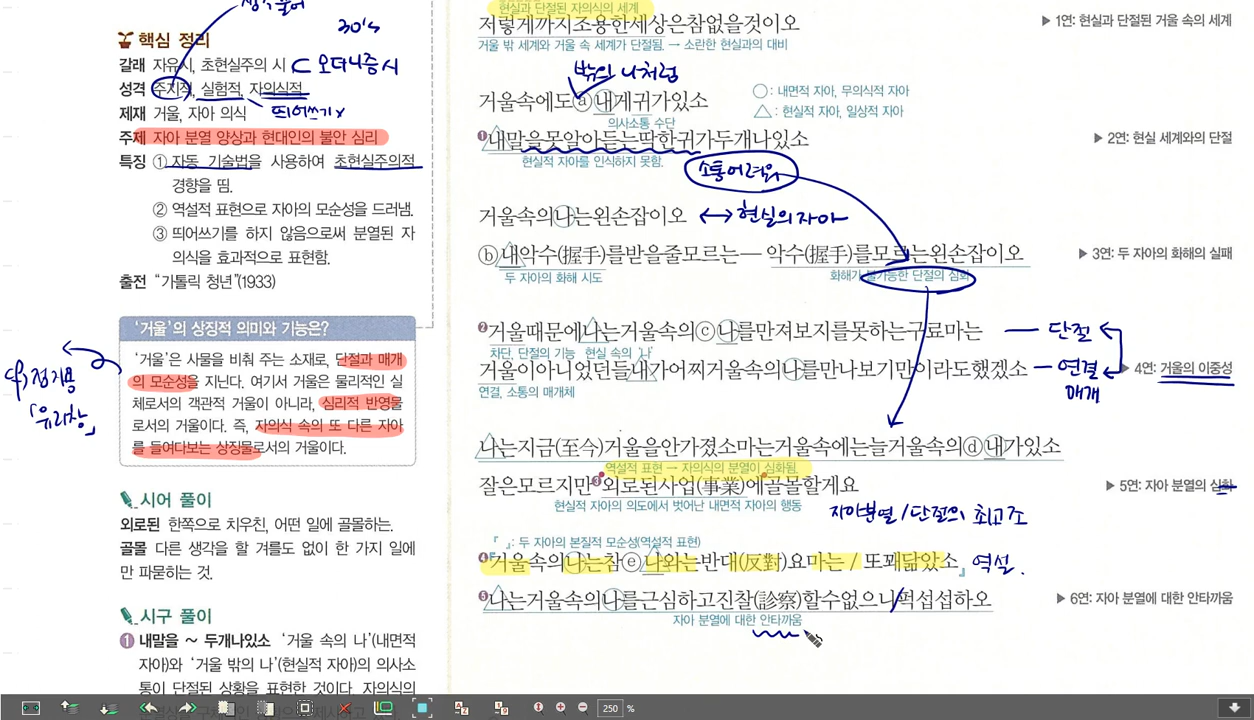 30's
핵심 정리
갈래 자유시, 초현실주의 시 ⊂ 모더니즘 시
성격 주지적, 실험적, 자의식적
띄어쓰기 x
제재 거울, 자아 의식
주제 자아 분열 양상과 현대인의 불안 심리
특징 ① 자동 기술법을 사용하여 초현실주의적
경향을 띰.
② 역설적 표현으로 자아의 모순성을 드러냄.
③ 띄어쓰기를 하지 않음으로써 분열된 자
의식을 효과적으로 표현함.
출전 “가톨릭 청년”(1933)
‘거울’의 상징적 의미와 기능은?
‘거울’은 사물을 비춰 주는 소재로, 단절과 매개
의 모순성을 지닌다. 여기서 거울은 물리적인 실
체로서의 객관적 거울이 아니라, 심리적 반영물
로서의 거울이다. 즉, 자의식 속의 또 다른 자아
를 들여다보는 상징물로서의 거울이다.
정지용
「유리창」
시어 풀이
외로된 한쪽으로 치우친, 어떤 일에 골몰하는.
골몰 다른 생각을 할 겨를도 없이 한 가지 일에
만 파묻히는 것.
시구 풀이
❶ 내말을 ~ 두개나있소 ‘거울 속의 나’(내면적
자아)와 ‘거울 밖의 나’(현실적 자아)의 의사소
통이 단절된 상황을 표현한 것이다. 자의식의
현실과 단절된 자의식의 세계
저렇게까지조용한세상은참없을것이오
▶ 1연: 현실과 단절된 거울 속의 세계
거울 밖 세계와 거울 속 세계가 단절됨. → 소란한 현실과의 대비
밖의 나처럼
○: 내면적 자아, 무의식적 자아
거울속에도ⓐ내게귀가있소
△: 현실적 자아, 일상적 자아
의사소통 수단
❶내말을못알아듣는딱한귀가두개나있소
▶ 2연: 현실 세계와의 단절
현실적 자아를 인식하지 못함.
소통 어려움
거울속의나는왼손잡이오 ↔ 현실의 자아
ⓑ내악수(握手)를받을줄모르는— 악수(握手)를모르는왼손잡이오
▶ 3연: 두 자아의 화해의 실패
두 자아의 화해 시도
화해가 불가능한 단절의 심화
❷거울때문에나는거울속의ⓒ나를만져보지를못하는구료마는 — 단절
차단, 단절의 기능 현실 속의 ‘나’
거울이아니었던들내가어찌거울속의나를만나보기만이라도했겠소 — 연결
매개
▶ 4연: 거울의 이중성
연결, 소통의 매개체
나는지금(至今)거울을안가졌소마는거울속에는늘거울속의ⓓ내가있소
역설적 표현 → 자의식의 분열이 심화됨.
잘은모르지만❸외로된사업(事業)에골몰할게요
▶ 5연: 자아 분열의 심화
현실적 자아의 의도에서 벗어난 내면적 자아의 행동
자아분열 / 단절의 최고조
『 』: 두 자아의 본질적 모순성(역설적 표현)
❹『거울속의나는참ⓔ나와는반대(反對)요마는 / 또꽤닮았소』 역설.
❺나는거울속의나를근심하고진찰(診察)할수없으니퍽섭섭하오
▶ 6연: 자아 분열에 대한 안타까움
자아 분열에 대한 안타까움
250 %